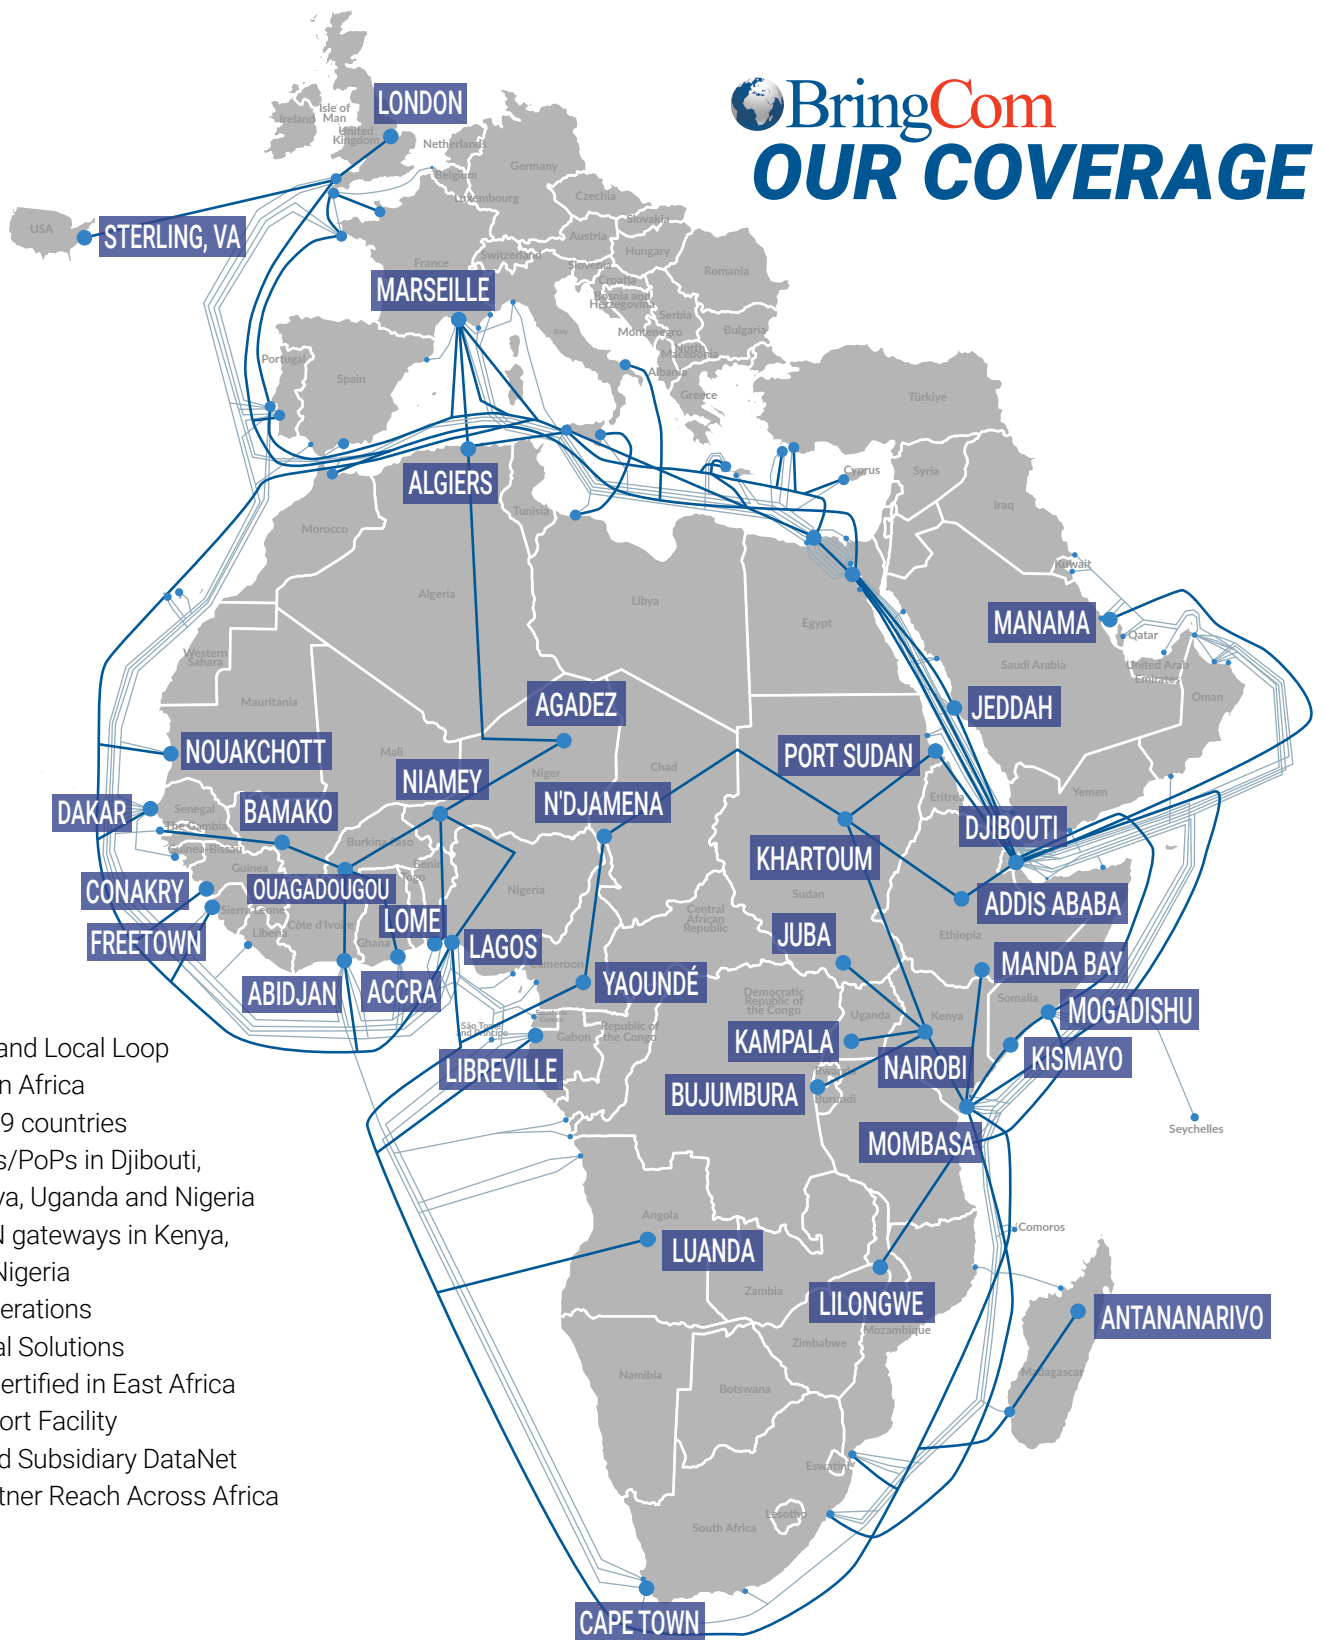 BringCom
OUR COVERAGE
LONDON
Isle of
Man
Ireland
United
Kingdom
Netherlands
Belgium
Germany
Luxembourg
Czechia
Slovakia
Austria
Hungary
Switzerland
Slovenia
Croatia
Bosnia and
Herzegovina
Romania
Serbia
Montenegro
Bulgaria
North
Macedonia
Albania
Greece
Italy
France
USA
STERLING, VA
MARSEILLE
Portugal
Spain
Türkiye
Cyprus
Syria
Iraq
Kuwait
ALGIERS
Tunisia
Morocco
Algeria
Libya
Egypt
MANAMA
Qatar
Saudi Arabia
United Arab
Emirates
Oman
Western
Sahara
Mauritania
AGADEZ
JEDDAH
NOUAKCHOTT
Mali
NIAMEY
Niger
Chad
PORT SUDAN
N'DJAMENA
Eritrea
Yemen
DAKAR
Senegal
The Gambia
BAMAKO
Guinea-Bissau
Guinea
Burkina Faso
Benin
Togo
DJIBOUTI
KHARTOUM
CONAKRY
OUAGADOUGOU
Nigeria
Sudan
ADDIS ABABA
Sierra Leone
Liberia
Côte d'Ivoire
LOME
Ghana
Central
African
Republic
Ethiopia
FREETOWN
LAGOS
JUBA
MANDA BAY
Cameroon
ABIDJAN
ACCRA
YAOUNDÉ
Democratic
Republic of
the Congo
Somalia
MOGADISHU
Uganda
Kenya
São Tomé
and Príncipe
Equatorial
Guinea
Gabon
Republic of
the Congo
KAMPALA
NAIROBI
KISMAYO
LIBREVILLE
Rwanda
BUJUMBURA
Burundi
MOMBASA
Seychelles
Angola
Comoros
LUANDA
Zambia
LILONGWE
ANTANANARIVO
Mozambique
Zimbabwe
Madagascar
Namibia
Botswana
Eswatini
Lesotho
South Africa
CAPE TOWN
and Local Loop
n Africa
9 countries
s/PoPs in Djibouti,
ya, Uganda and Nigeria
N gateways in Kenya,
Nigeria
erations
al Solutions
ertified in East Africa
ort Facility
d Subsidiary DataNet
tner Reach Across Africa